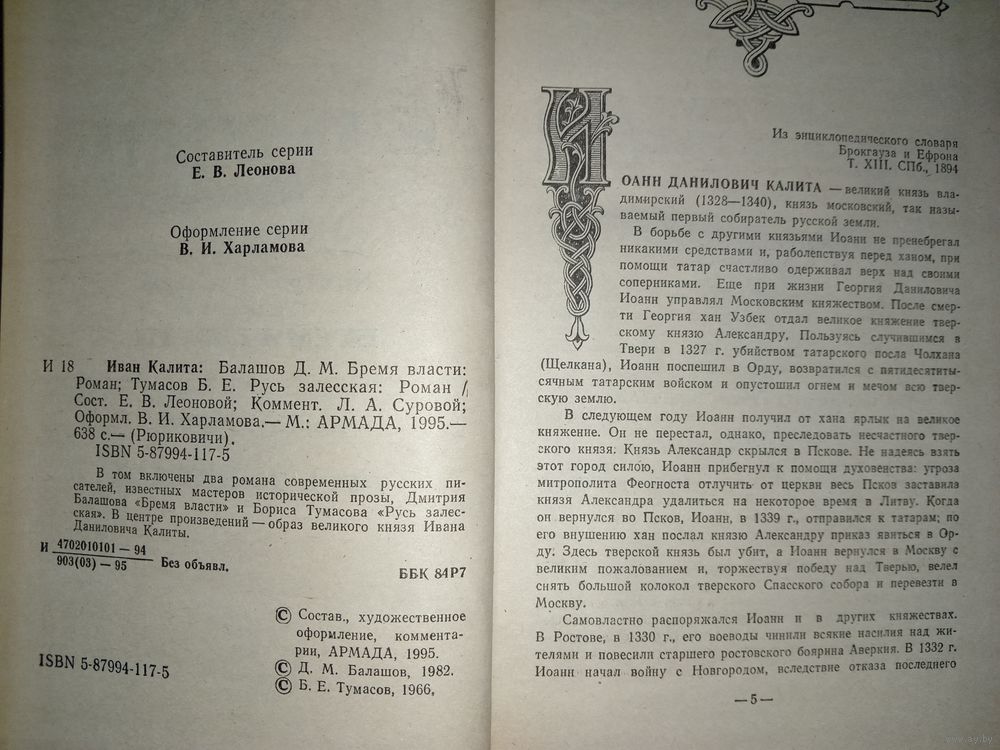 Составитель серии
Е. В. Леонова
Оформление серии
В. И. Харламова
И 18 Иван Калита: Балашов Д. М. Бремя власти:
Роман; Тумасов Б. Е. Русь залесская: Роман /
Сост. Е. В. Леоновой; Коммент. Л. А. Суровой;
Оформл. В. И. Харламова.— М.: АРМАДА, 1995.—
638 с.— (Рюриковичи).
ISBN 5-87994-117-5
В том включены два романа современных русских пи-
сателей, известных мастеров исторической прозы, Дмитрия
Балашова «Бремя власти» и Бориса Тумасова «Русь залес-
ская». В центре произведений — образ великого князя Ивана
Даниловича Калиты.
И 4702010101 — 94
903(03) — 95 Без объявл.
ББК 84Р7
© Состав., художественное
оформление, коммента-
рии, АРМАДА, 1995.
© Д. М. Балашов, 1982.
© Б. Е. Тумасов, 1966,
ISBN 5-87994-117-5
Из энциклопедического словаря
Брокгауза и Ефрона
Т. XIII. СПб., 1894
ИОАНН ДАНИЛОВИЧ КАЛИТА — великий князь вла-
димирский (1328—1340), князь московский, так назы-
ваемый первый собиратель русской земли.
В борьбе с другими князьями Иоанн не пренебрегал
никакими средствами и, раболепствуя перед ханом, при
помощи татар счастливо одерживал верх над своими
соперниками. Еще при жизни Георгия Даниловича
Иоанн управлял Московским княжеством. После смер-
ти Георгия хан Узбек отдал великое княжение твер-
скому князю Александру. Пользуясь случившимся в
Твери в 1327 г. убийством татарского посла Чолхана
(Щелкана), Иоанн поспешил в Орду, возвратился с пятидесяты-
сячным татарским войском и опустошил огнем и мечом всю твер-
скую землю.
В следующем году Иоанн получил от хана ярлык на великое
княжение. Он не перестал, однако, преследовать несчастного твер-
ского князя: Князь Александр скрылся в Пскове. Не надеясь взять
этот город силою, Иоанн прибегнул к помощи духовенства: угроза
митрополита Феогноста отлучить от церкви весь Псков заставила
князя Александра удалиться на некоторое время в Литву. Когда
он вернулся во Псков, Иоанн, в 1339 г., отправился к татарам; по
его внушению хан послал князю Александру приказ явиться в Ор-
ду. Здесь тверской князь был убит, а Иоанн вернулся в Москву с
великим пожалованием и, торжествуя победу над Тверью, велел
снять большой колокол тверского Спасского собора и перевезти в
Москву.
Самовластно распоряжался Иоанн и в других княжествах.
В Ростове, в 1330 г., его воеводы чинили всякие насилия над жи-
телями и повесили старшего ростовского боярина Аверкия. В 1332 г.
Иоанн начал войну с Новгородом, вследствие отказа последнего
— 5 —
www.ay.by